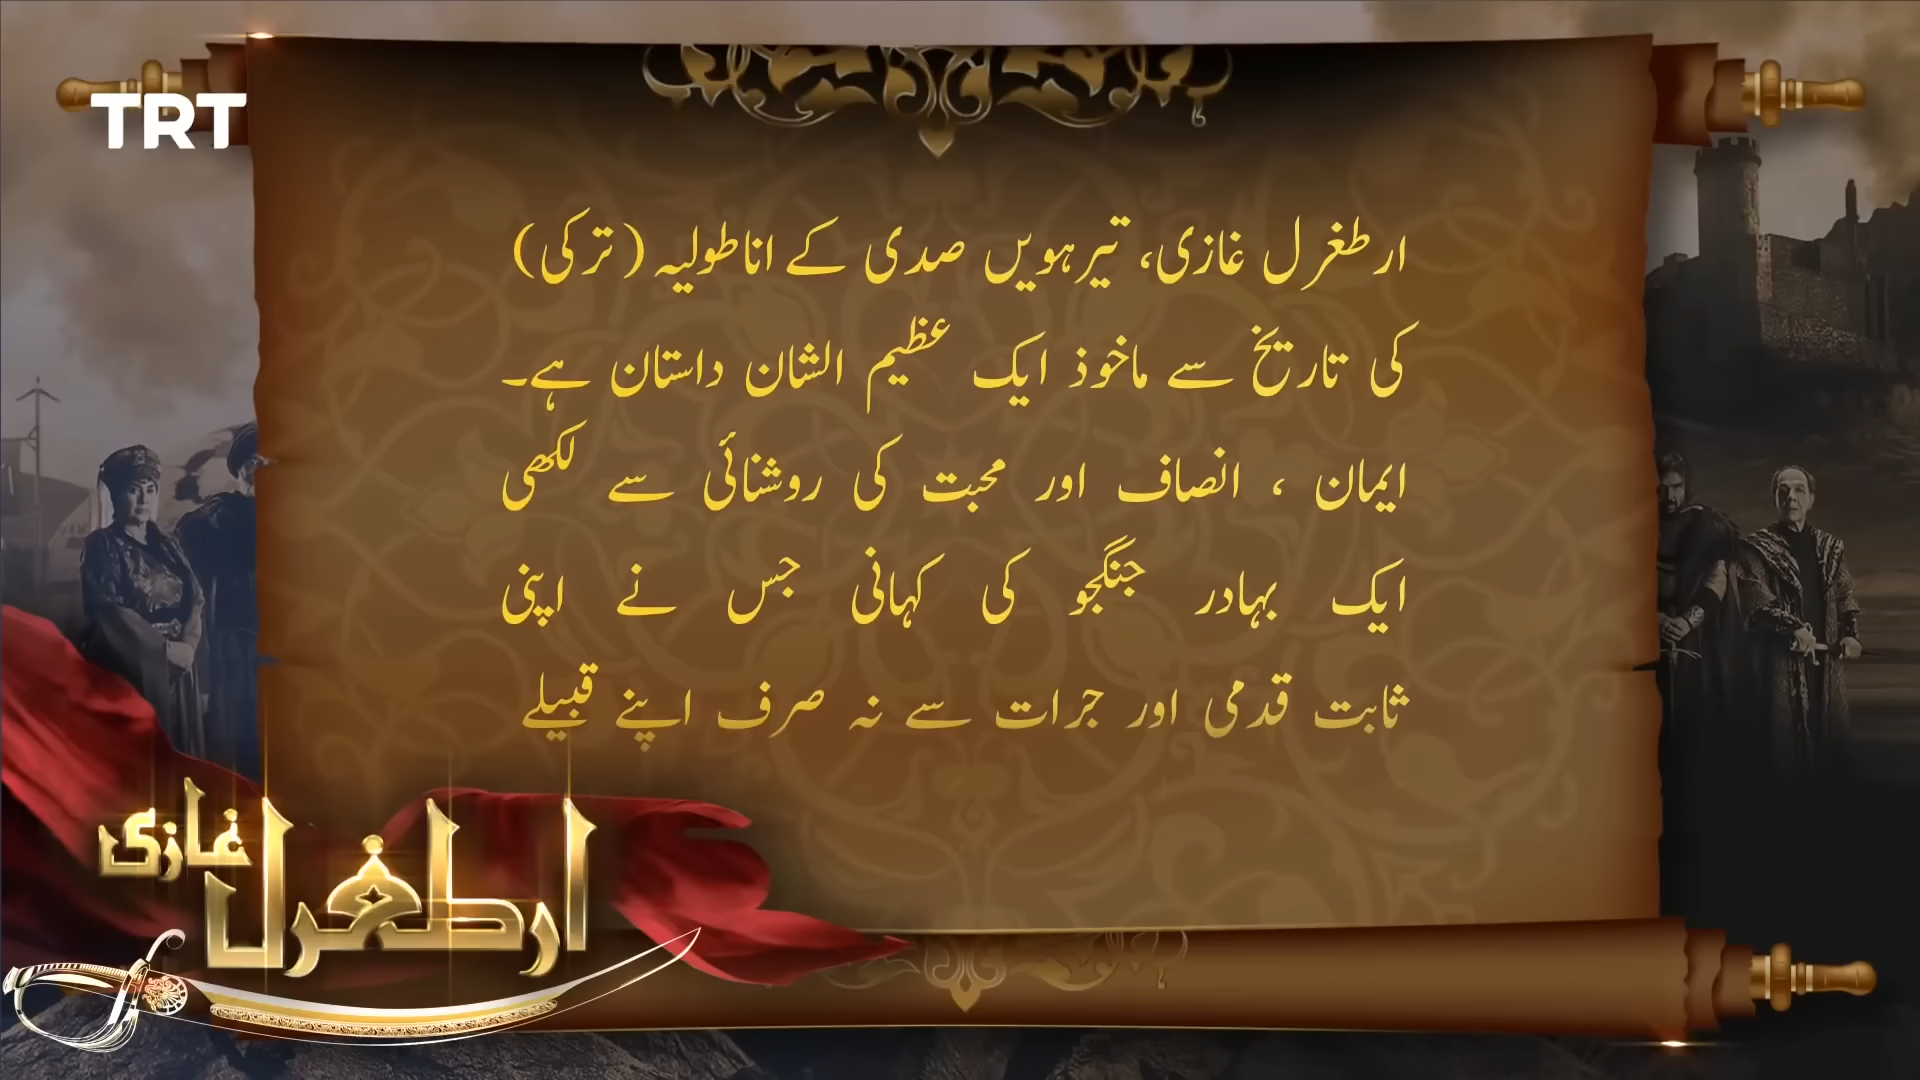 TRT
ارطغرل غازی، تیرہویں صدی کے اناطولیہ (ترکی)
کی تاریخ سے ماخوذ ایک عظیم الشان داستان ہے۔
ایمان ، انصاف اور محبت کی روشنائی سے لکھی
ایک بہادر جنگجو کی کہانی جس نے اپنی
ثابت قدمی اور جرات سے نہ صرف اپنے قبیلے
ارطغرل غازی